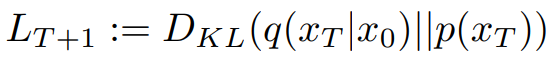 L_{T+1} := D_{KL}(q(x_T|x_0)||p(x_T))